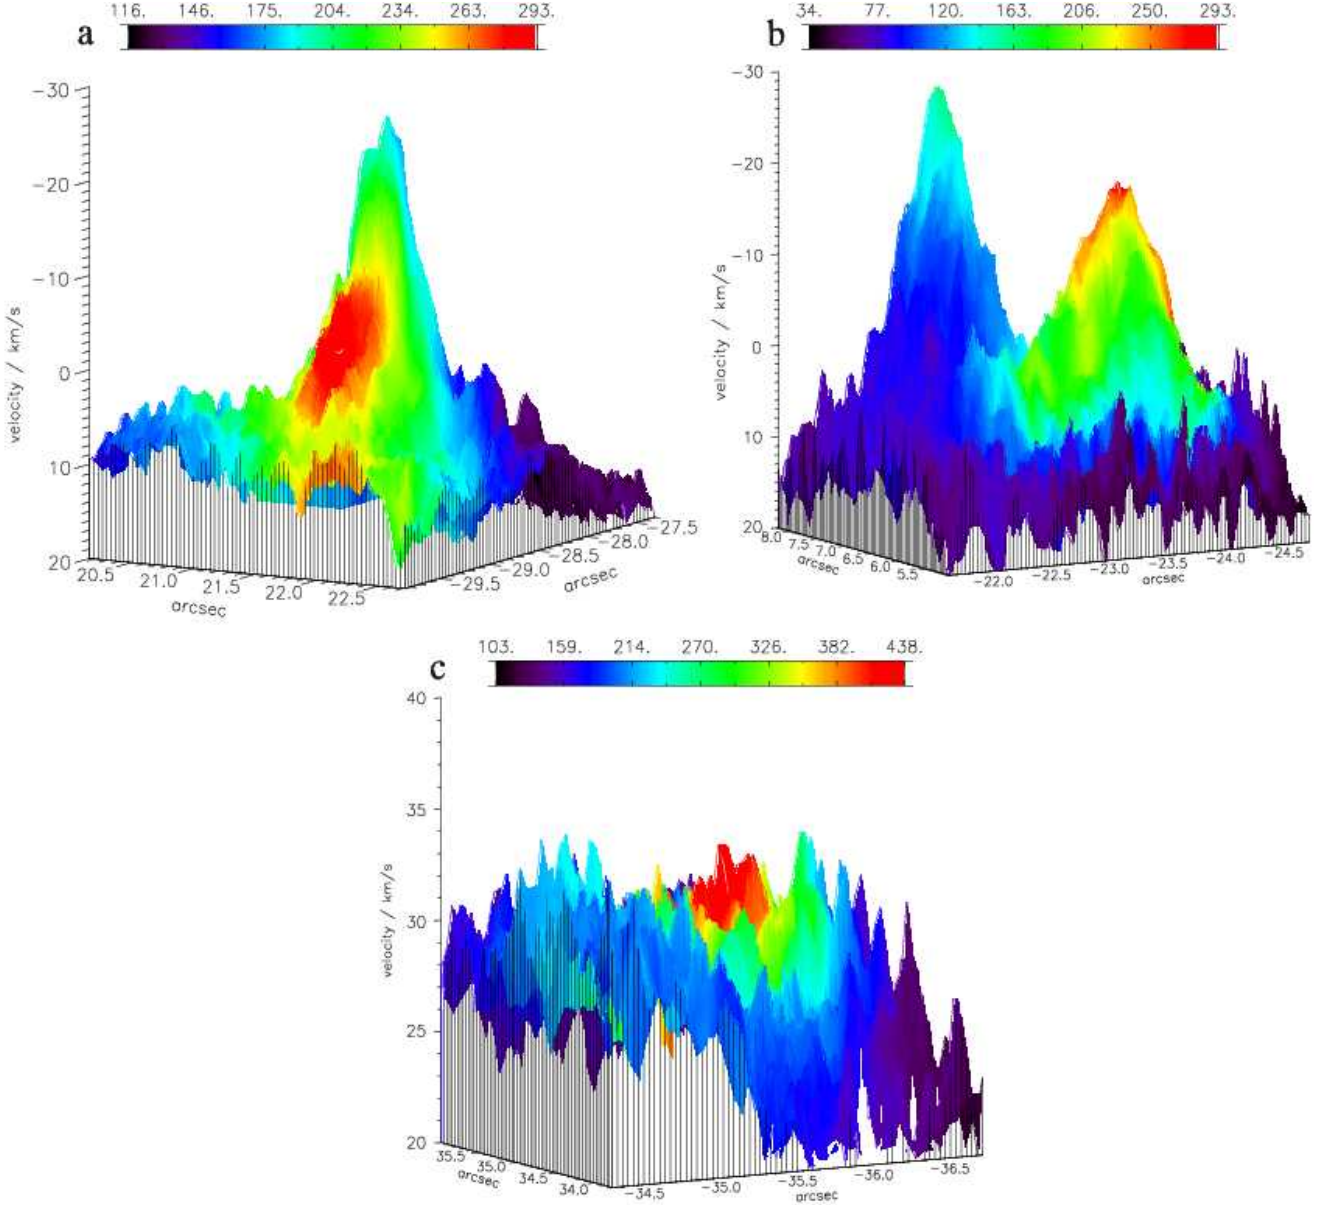 116. 146. 175. 204. 234. 263. 293.
a
-30
-20
-10
0
10
20
velocity / km/s
20.5 21.0 21.5 22.0 22.5
arcsec
-29.5 -29.0 -28.5 -28.0 -27.5
arcsec
34. 77. 120. 163. 206. 250. 293.
b
-30
-20
-10
0
10
20
velocity / km/s
8.0 7.5 7.0 6.5 6.0 5.5
arcsec
-22.0 -22.5 -23.0 -23.5 -24.0 -24.5
arcsec
103. 159. 214. 270. 326. 382. 438.
c
40
35
30
25
20
velocity / km/s
35.5 35.0 34.5 34.0
arcsec
-34.5 -35.0 -35.5 -36.0 -36.5
arcsec